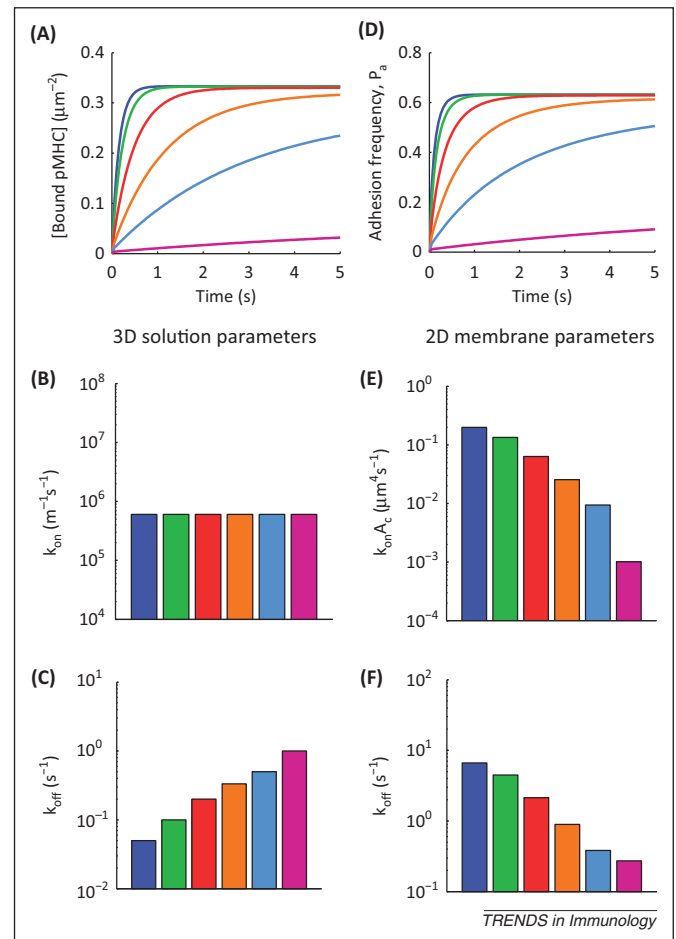 (A)
[Bound pMHC] (μm⁻²)
0.4
0.3
0.2
0.1
0
0 1 2 3 4 5
Time (s)
(D)
Adhesion frequency, Pₐ
0.8
0.6
0.4
0.2
0
0 1 2 3 4 5
Time (s)
3D solution parameters
2D membrane parameters
(B)
k_on (m⁻¹s⁻¹)
10⁸
10⁷
10⁶
10⁵
10⁴
(E)
k_onA_c (μm⁴s⁻¹)
10⁰
10⁻¹
10⁻²
10⁻³
10⁻⁴
(C)
k_off (s⁻¹)
10¹
10⁰
10⁻¹
10⁻²
(F)
k_off (s⁻¹)
10²
10¹
10⁰
10⁻¹
TRENDS in Immunology